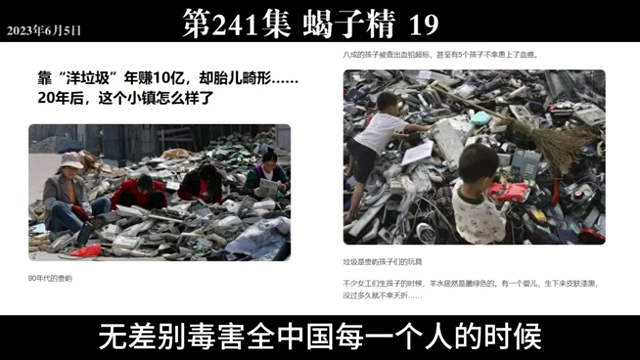 2023年6月5日
第241集 蝎子精 19
靠“洋垃圾”年赚10亿，却胎儿畸形……
20年后，这个小镇怎么样了
90年代的贵屿
八成的孩子被查出血铅超标，甚至有5个孩子不幸患上了血癌。
垃圾是贵屿孩子们的玩具
不少女工们生孩子的时候，羊水居然是墨绿色的。有一个婴儿，生下来皮肤漆黑，
没过多久就不幸夭折……
无差别毒害全中国每一个人的时候